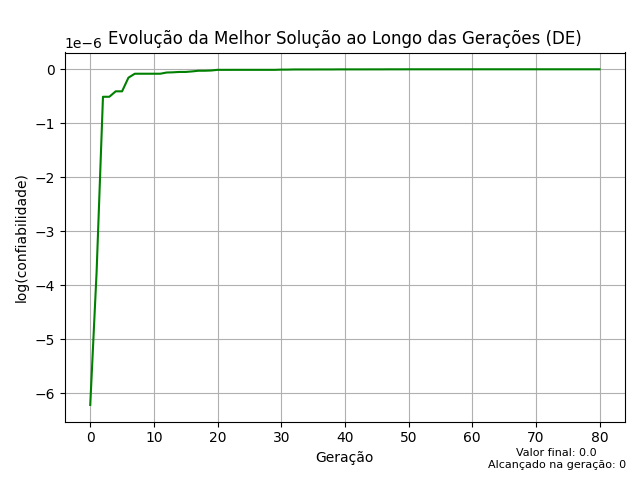 Evolução da Melhor Solução ao Longo das Gerações (DE)
1e−6
0
−1
−2
−3
−4
−5
−6
log(confiabilidade)
0 10 20 30 40 50 60 70 80
Geração
Valor final: 0.0
Alcançado na geração: 0